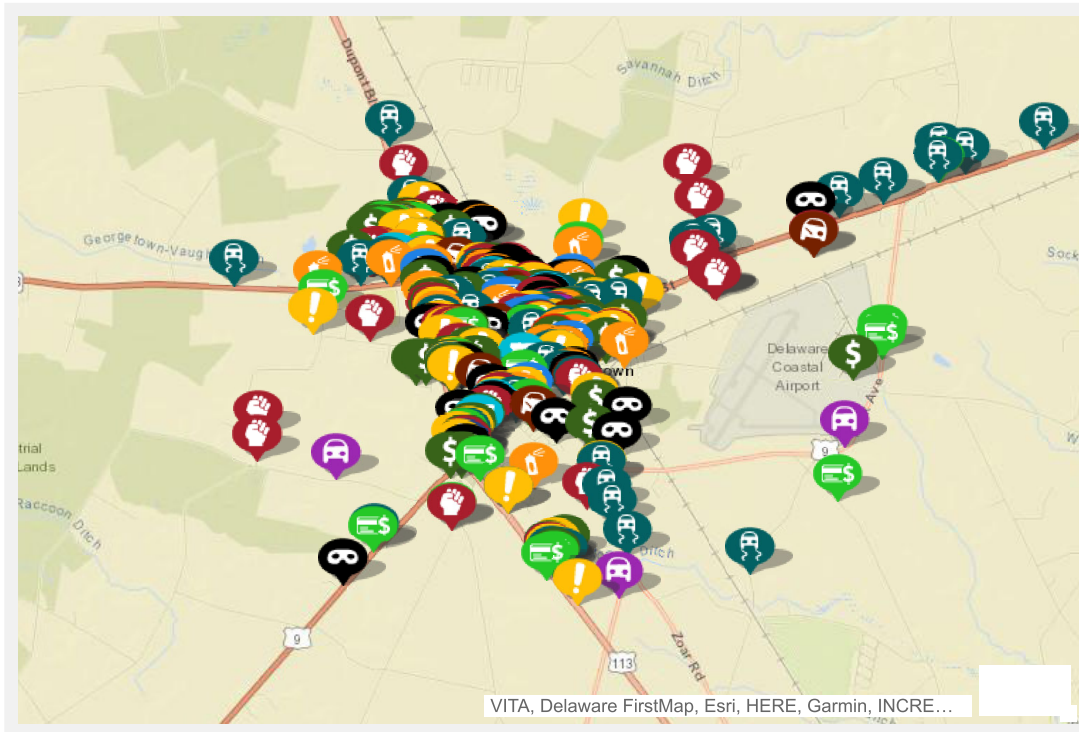 Dupont Bl
Savannah Ditch
Georgetown-Vaugh
Sock
Delaware
Coastal
Airport
own
Ave
9
trial
Lands
Raccoon Ditch
Ditch
9
Zoar Rd
113
VITA, Delaware FirstMap, Esri, HERE, Garmin, INCRE…